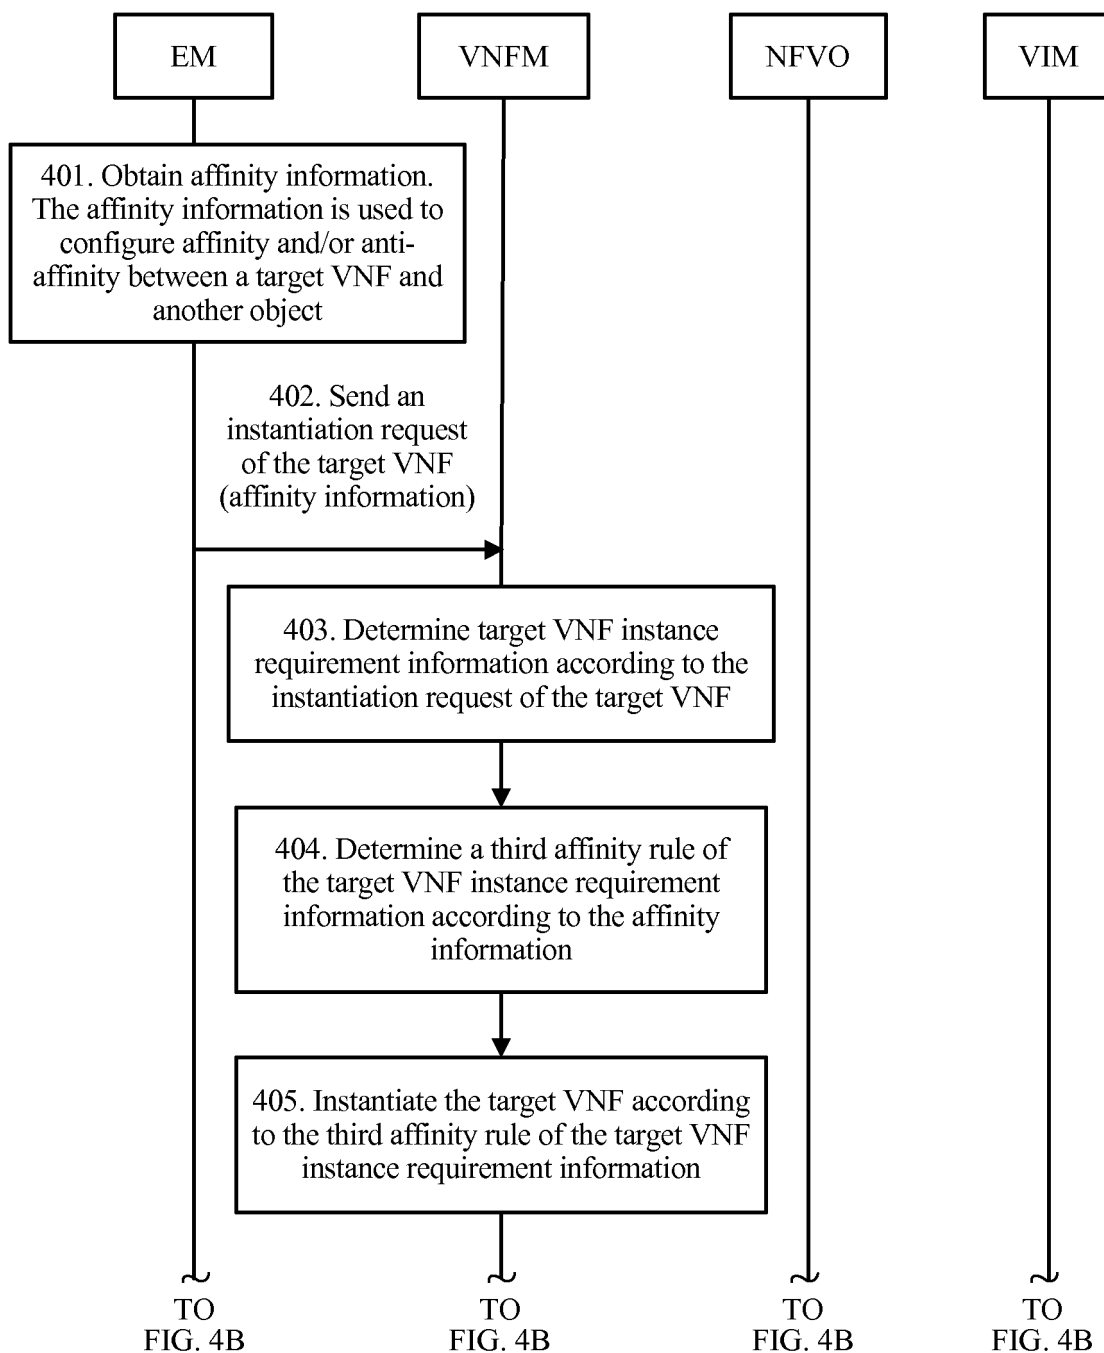 EM
VNFM
NFVO
VIM
401. Obtain affinity information.
The affinity information is used to
configure affinity and/or anti-
affinity between a target VNF and
another object
402. Send an
instantiation request
of the target VNF
(affinity information)
403. Determine target VNF instance
requirement information according to the
instantiation request of the target VNF
404. Determine a third affinity rule of
the target VNF instance requirement
information according to the affinity
information
405. Instantiate the target VNF according
to the third affinity rule of the target VNF
instance requirement information
TO
FIG. 4B
TO
FIG. 4B
TO
FIG. 4B
TO
FIG. 4B